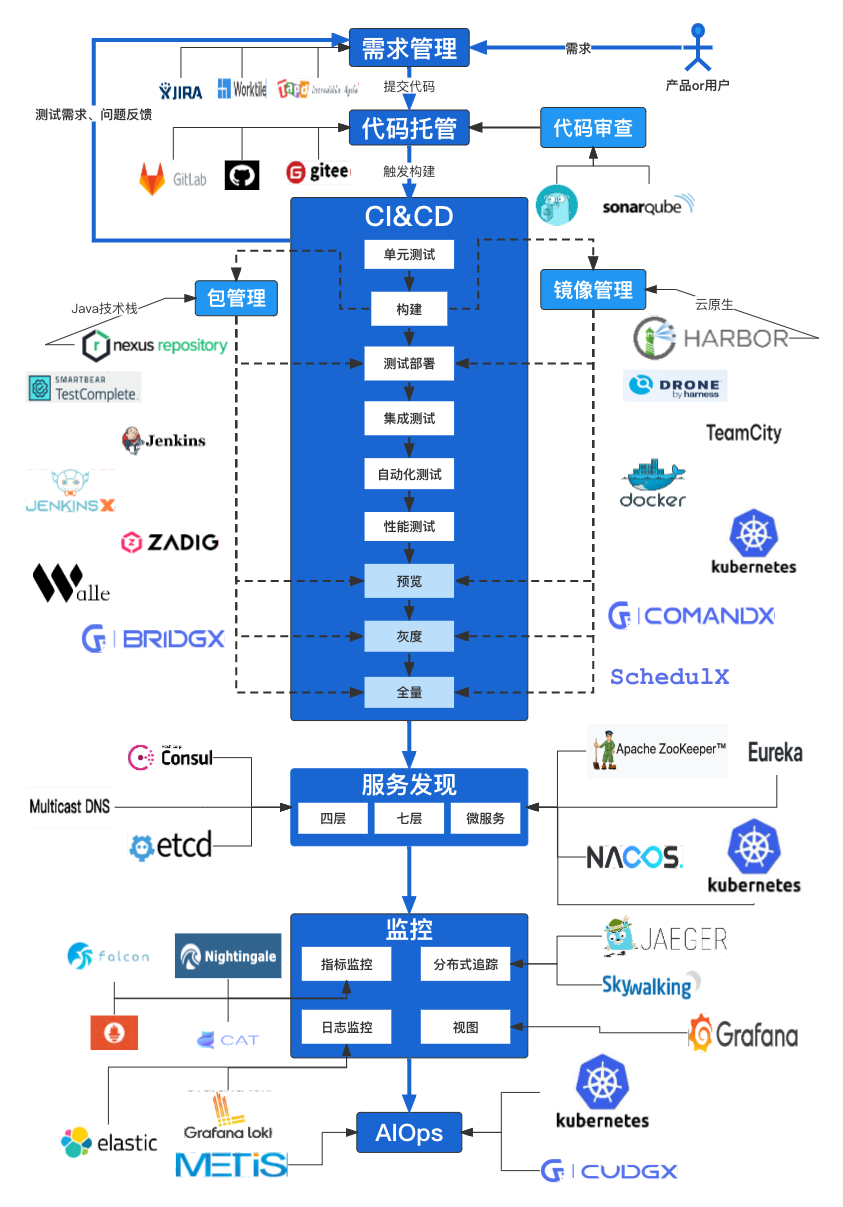 需求管理
需求
产品or用户
JIRA
Worktile
Tapd Incredible Agile
提交代码
测试需求、问题反馈
代码托管
代码审查
GitLab
gitee
触发构建
sonarqube
CI&CD
单元测试
包管理
构建
镜像管理
Java技术栈
云原生
nexus repository
HARBOR
测试部署
SMARTBEAR
TestComplete
DRONE
by harness
集成测试
Jenkins
TeamCity
自动化测试
JENKINS X
docker
性能测试
ZADIG
kubernetes
预览
Walle
COMANDX
灰度
BRIDGX
SchedulX
全量
Consul
Apache ZooKeeper™
Eureka
服务发现
Multicast DNS
四层
七层
微服务
etcd
NACOS.
kubernetes
监控
falcon
Nightingale
指标监控
分布式追踪
JAEGER
Skywalking
CAT
日志监控
视图
Grafana
elastic
Grafana loki
METiS
AIOps
kubernetes
CUDGX